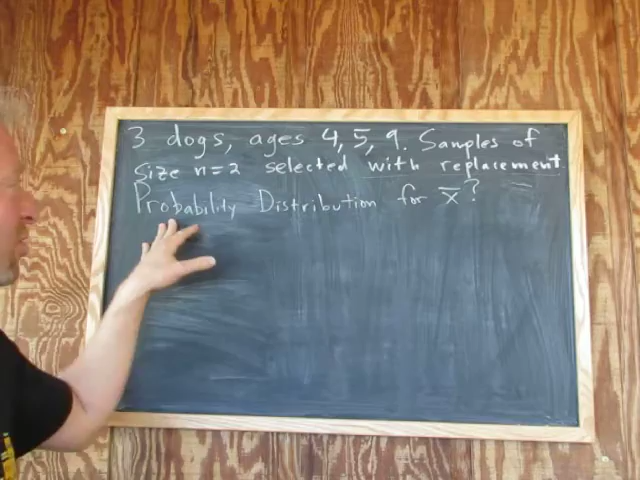 3 dogs, ages 4, 5, 9. Samples of
size n=2 selected with replacement
Probability Distribution for x̄?